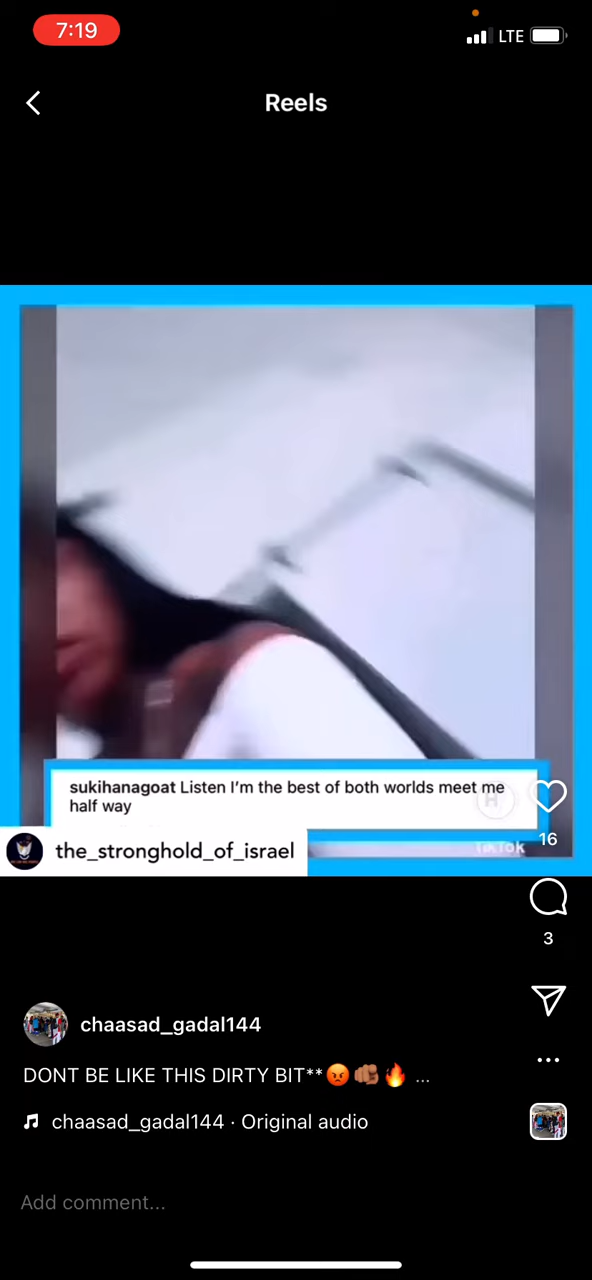 7:19
LTE
Reels
sukihanagoat Listen I'm the best of both worlds meet me
half way
H
the_stronghold_of_israel
TikTok
16
3
chaasad_gadal144
DONT BE LIKE THIS DIRTY BIT**😡🫵🏾🔥 ...
chaasad_gadal144 · Original audio
Add comment...